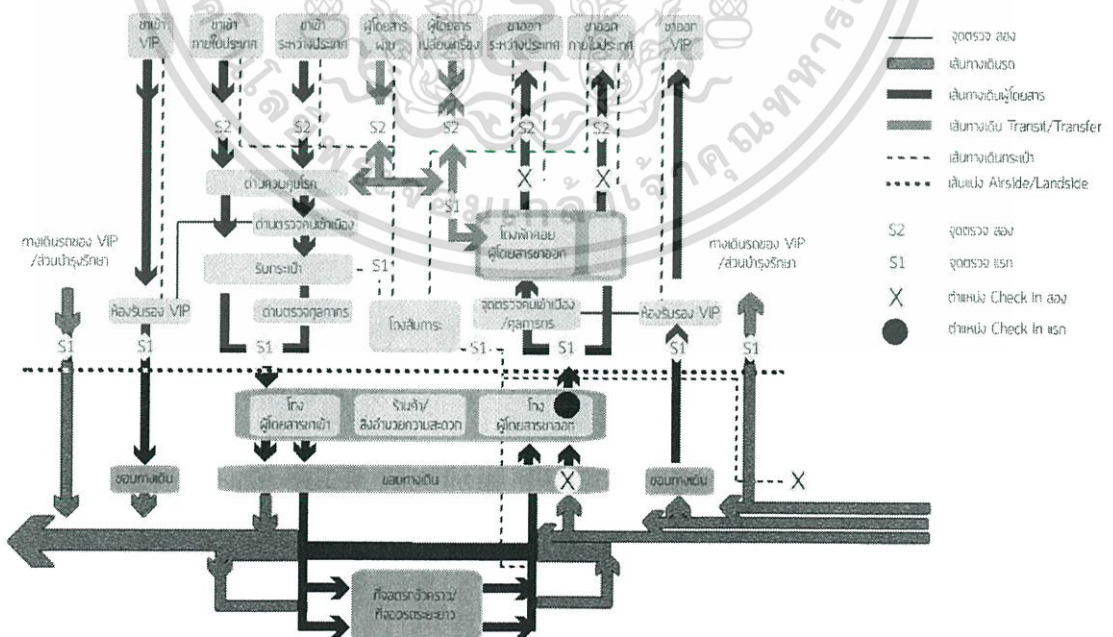 ขาเข้า
VIP
ขาเข้า
ภายในประเทศ
ขาเข้า
ระหว่างประเทศ
ผู้โดยสาร
ผ่าน
ผู้โดยสาร
เปลี่ยนเครื่อง
ขาออก
ระหว่างประเทศ
ขาออก
ภายในประเทศ
ขาออก
VIP
จุดตรวจ สอง
เส้นทางเดินรถ
เส้นทางเดินผู้โดยสาร
เส้นทางเดิน Transit/Transfer
เส้นทางเดินกระเป๋า
เส้นแบ่ง Airside/Landside
S2 จุดตรวจ สอง
S1 จุดตรวจ แรก
X ตำแหน่ง Check In สอง
ตำแหน่ง Check In แรก
S2
S2
S2
S2
S2
S2
ด่านควบคุมโรค
X
X
S1
ด่านตรวจคนเข้าเมือง
โถงพักคอย
ผู้โดยสารขาออก
ทางเดินรถของ VIP
/ส่วนบำรุงรักษา
ทางเดินรถของ VIP
/ส่วนบำรุงรักษา
รับกระเป๋า
S1
ห้องรับรอง VIP
ด่านตรวจศุลกากร
โถงสัมภาระ
จุดตรวจคนเข้าเมือง
/ศุลกากร
ห้องรับรอง VIP
S1
S1
S1
S1
S1
S1
S1
โถง
ผู้โดยสารขาเข้า
ร้านค้า/
สิ่งอำนวยความสะดวก
โถง
ผู้โดยสารขาออก
ขอบทางเดิน
ขอบทางเดิน
X
ขอบทางเดิน
X
ที่จอดรถชั่วคราว/
ที่จอดรถระยะยาว